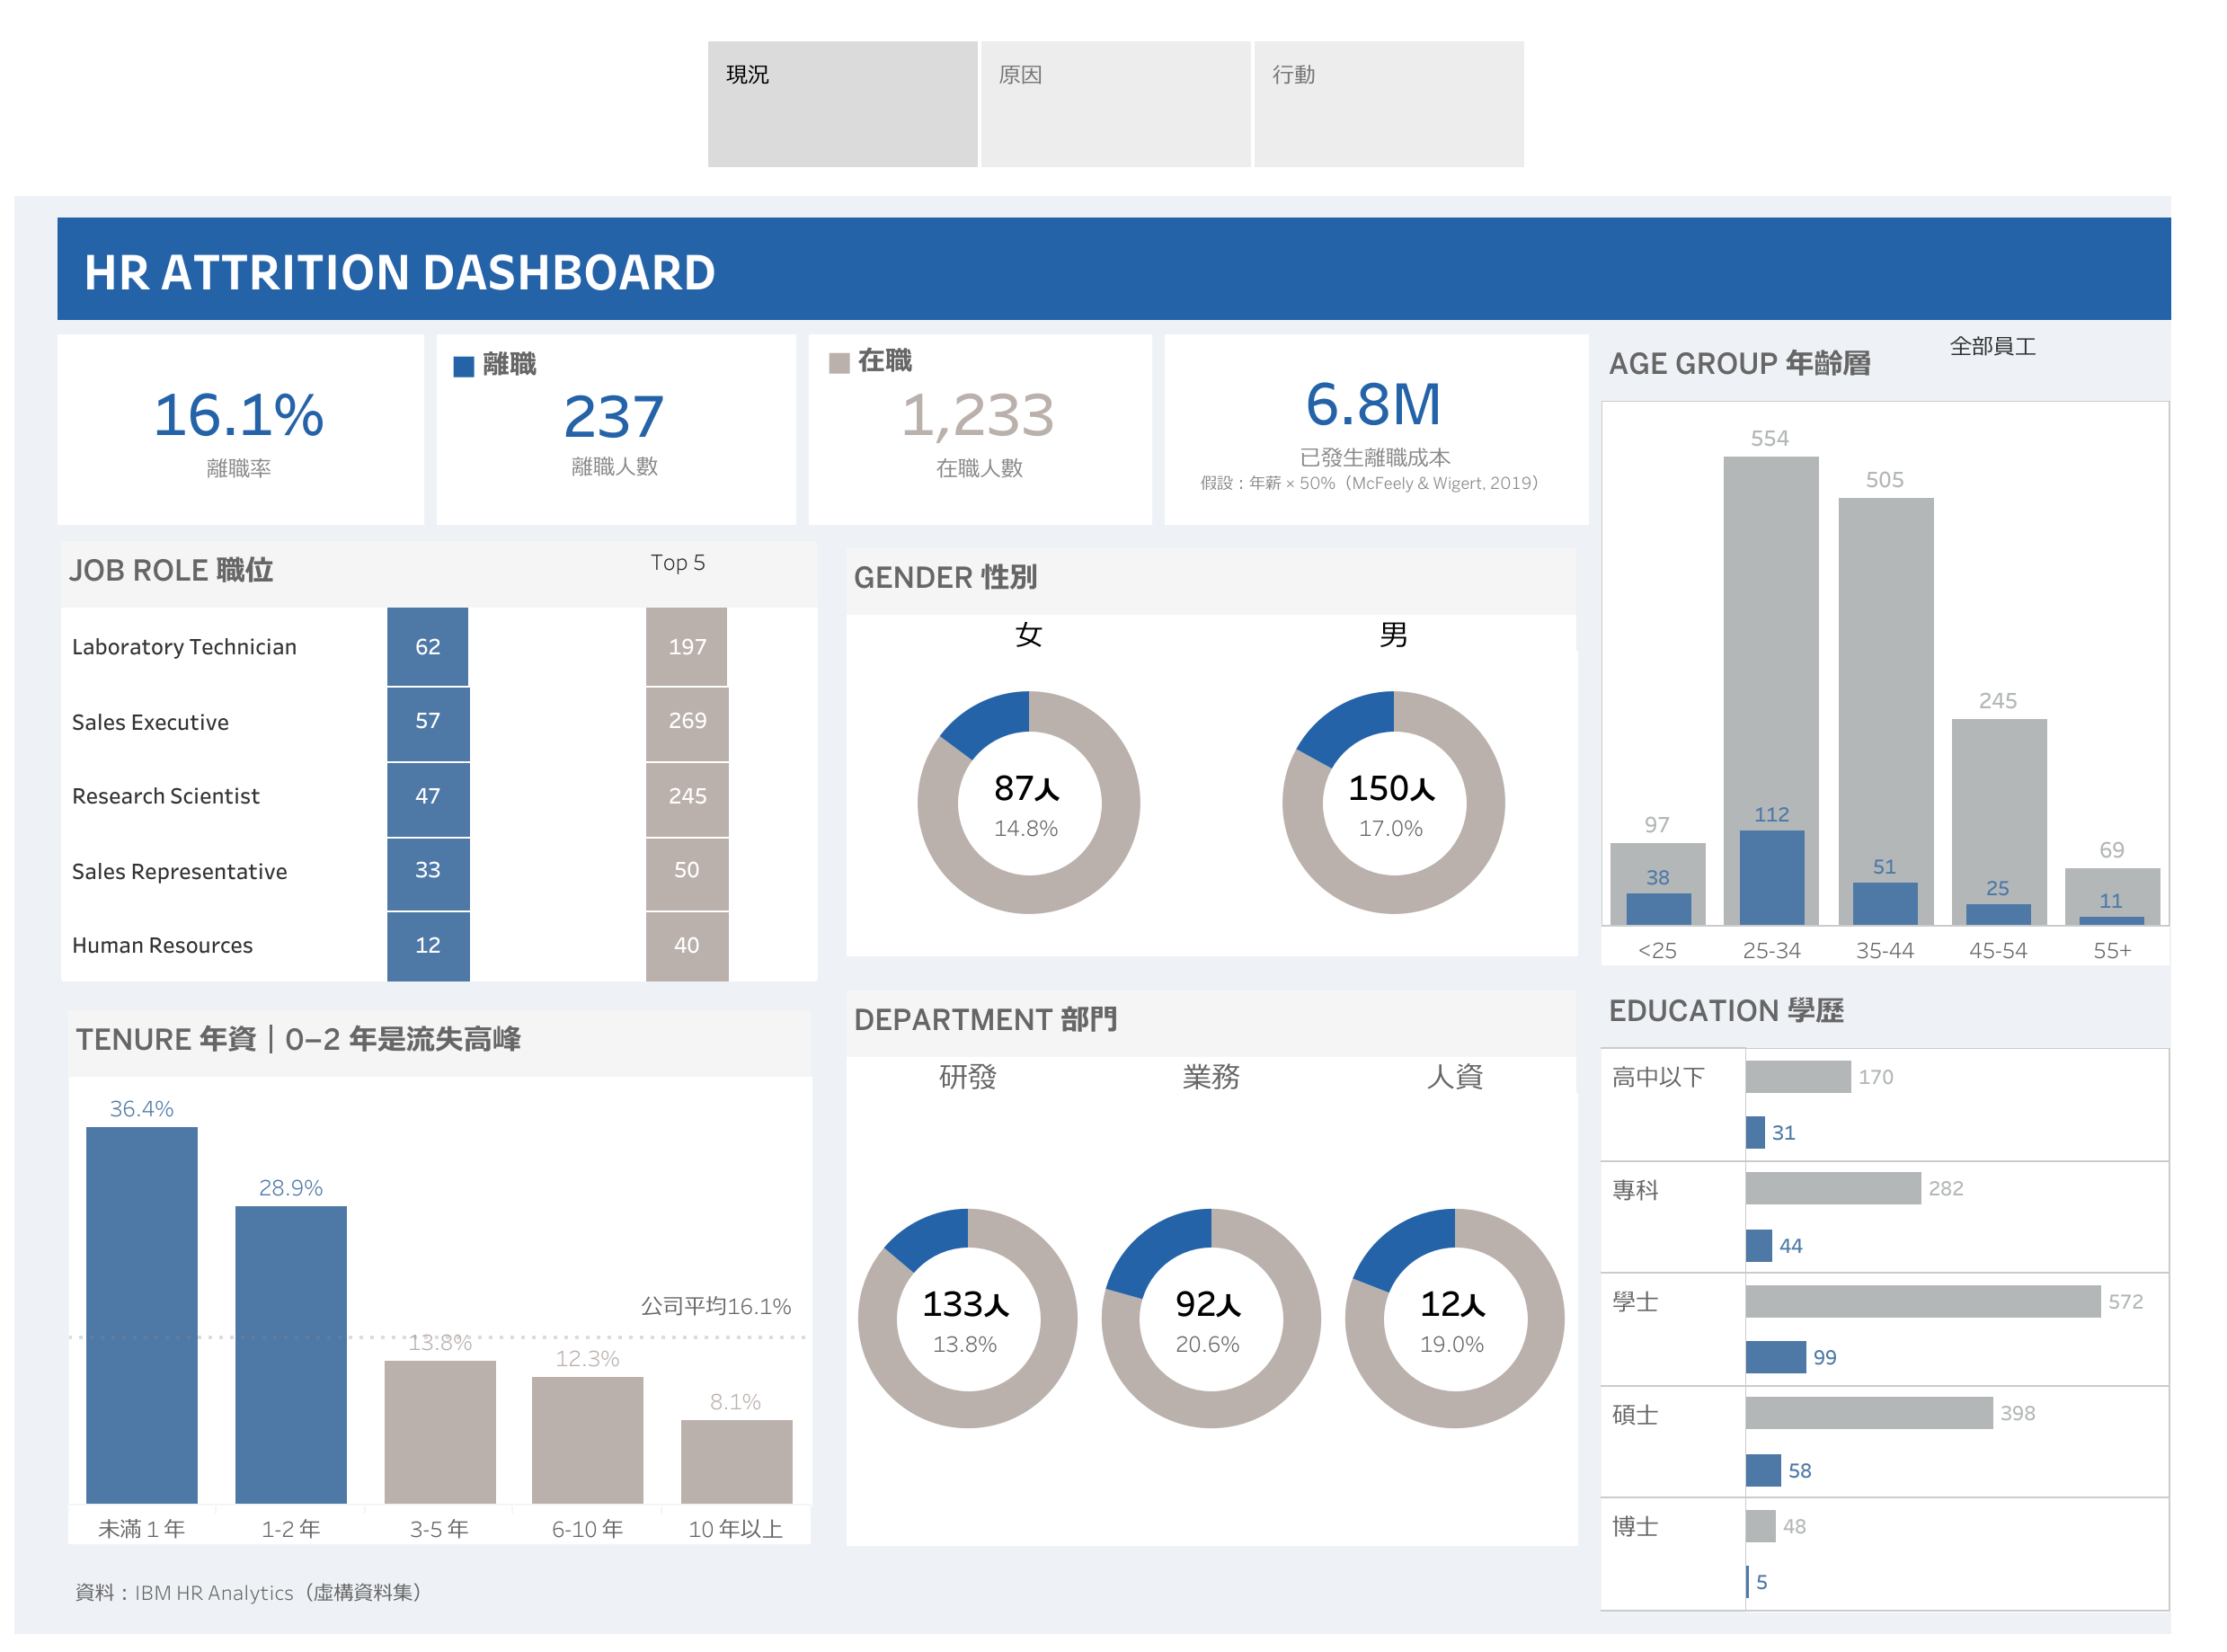 現況
原因
行動
HR ATTRITION DASHBOARD
16.1%
離職率
離職
237
離職人數
在職
1,233
在職人數
6.8M
已發生離職成本
假設：年薪 × 50%（McFeely & Wigert, 2019）
AGE GROUP 年齡層
全部員工
554
505
245
97
69
112
51
38
25
11
<25
25-34
35-44
45-54
55+
JOB ROLE 職位
Top 5
Laboratory Technician 62 197
Sales Executive 57 269
Research Scientist 47 245
Sales Representative 33 50
Human Resources 12 40
GENDER 性別
女
男
87人
14.8%
150人
17.0%
TENURE 年資｜0–2 年是流失高峰
36.4%
28.9%
公司平均16.1%
13.8%
12.3%
8.1%
未滿 1 年
1-2 年
3-5 年
6-10 年
10 年以上
DEPARTMENT 部門
研發
業務
人資
133人
13.8%
92人
20.6%
12人
19.0%
EDUCATION 學歷
高中以下
170
31
專科
282
44
學士
572
99
碩士
398
58
博士
48
5
資料：IBM HR Analytics（虛構資料集）